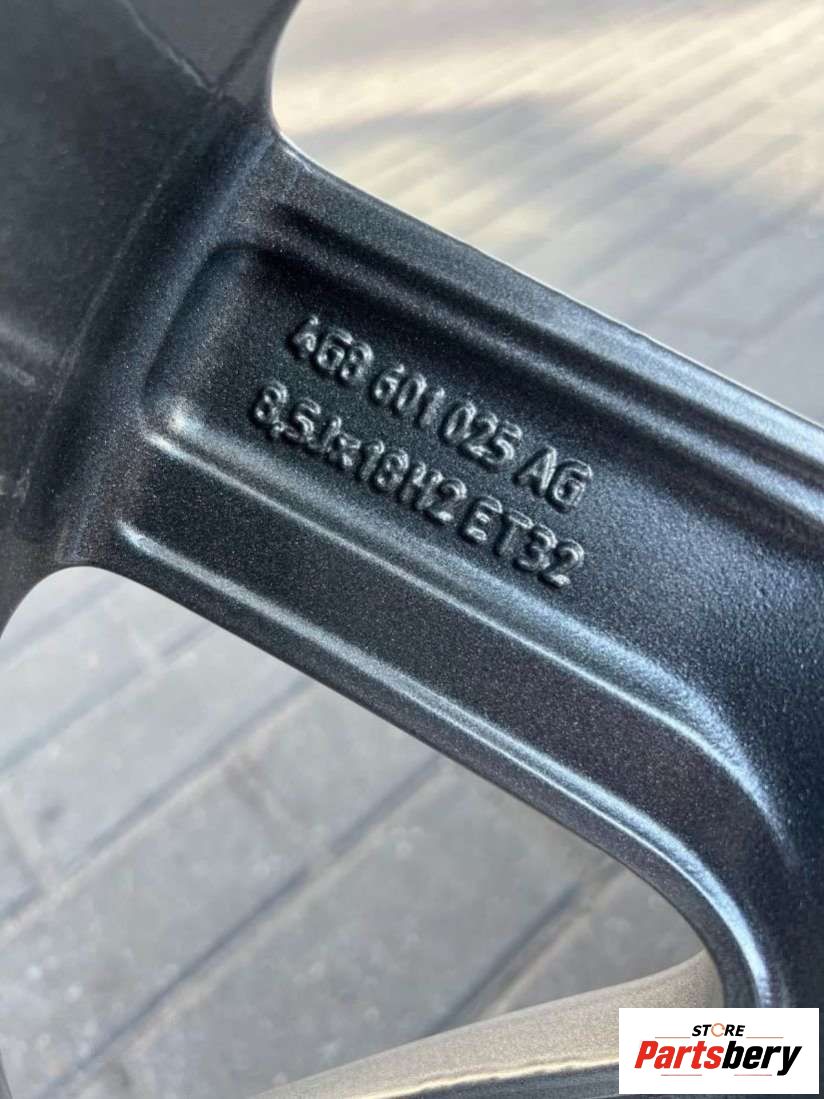 4G8 601 025 AG
8,5Jx18H2 ET32
STORE
Partsbery